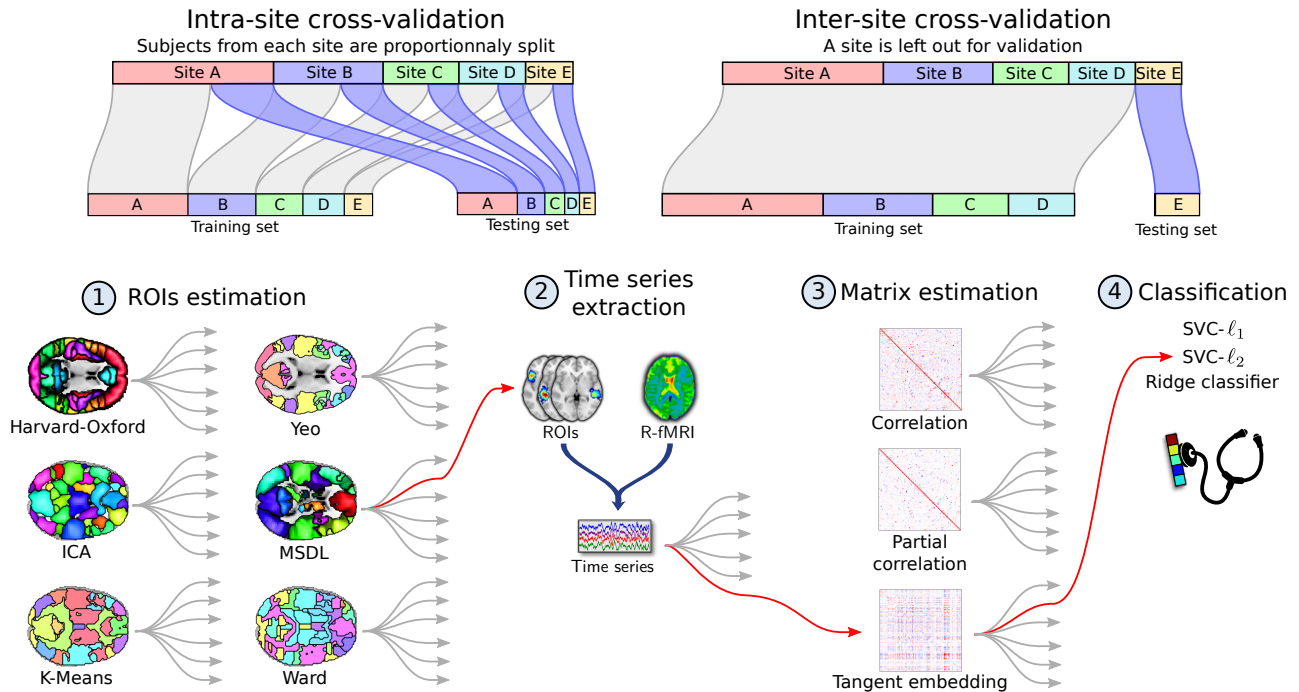 Intra-site cross-validation
Subjects from each site are proportionnaly split
Site A Site B Site C Site D Site E
A B C D E
Training set
A B C D E
Testing set
Inter-site cross-validation
A site is left out for validation
Site A Site B Site C Site D Site E
A B C D
Training set
E
Testing set
1 ROIs estimation
Harvard-Oxford
Yeo
ICA
MSDL
K-Means
Ward
2 Time series
extraction
ROIs
R-fMRI
Time series
3 Matrix estimation
Correlation
Partial
correlation
Tangent embedding
4 Classification
SVC-ℓ₁
SVC-ℓ₂
Ridge classifier